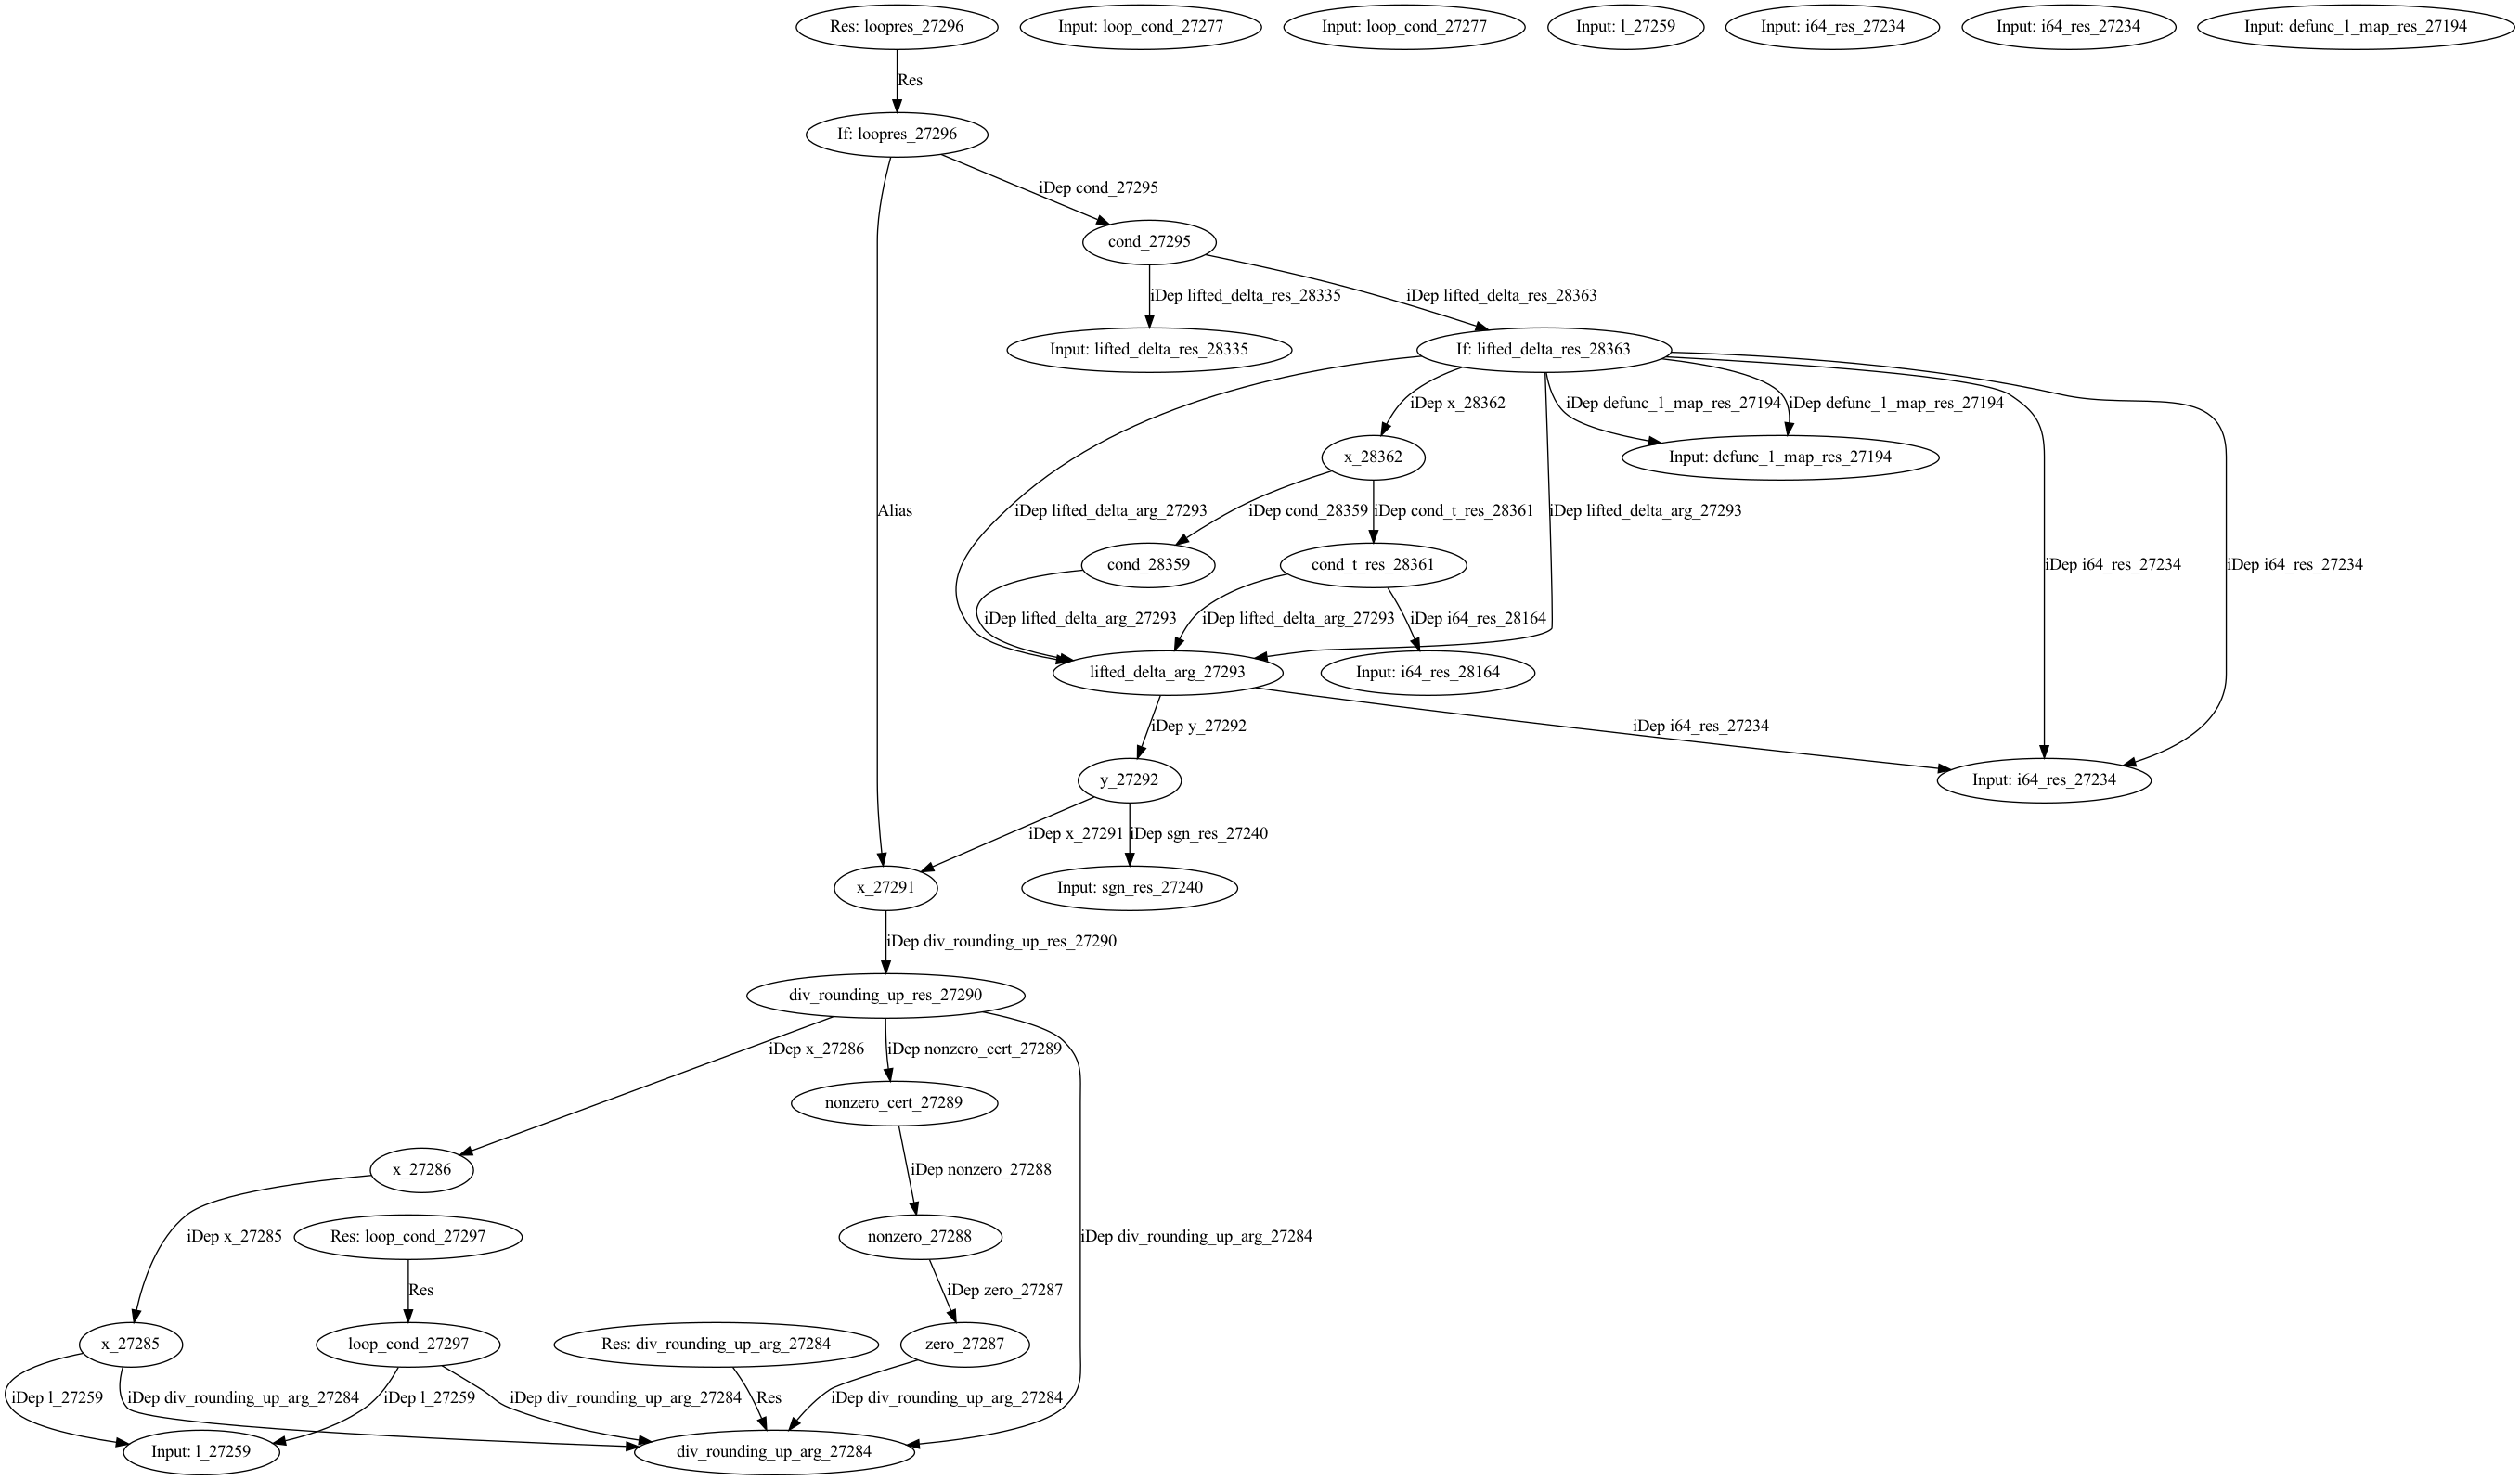 Res: loopres_27296
Input: loop_cond_27277
Input: loop_cond_27277
Input: l_27259
Input: i64_res_27234
Input: i64_res_27234
Input: defunc_1_map_res_27194
Res
If: loopres_27296
iDep cond_27295
cond_27295
iDep lifted_delta_res_28335
iDep lifted_delta_res_28363
Input: lifted_delta_res_28335
If: lifted_delta_res_28363
iDep x_28362
iDep defunc_1_map_res_27194
iDep defunc_1_map_res_27194
x_28362
Input: defunc_1_map_res_27194
Alias
iDep lifted_delta_arg_27293
iDep cond_28359
iDep cond_t_res_28361
iDep lifted_delta_arg_27293
cond_28359
cond_t_res_28361
iDep i64_res_27234
iDep i64_res_27234
iDep lifted_delta_arg_27293
iDep lifted_delta_arg_27293
iDep i64_res_28164
lifted_delta_arg_27293
Input: i64_res_28164
iDep y_27292
iDep i64_res_27234
y_27292
Input: i64_res_27234
iDep x_27291
iDep sgn_res_27240
x_27291
Input: sgn_res_27240
iDep div_rounding_up_res_27290
div_rounding_up_res_27290
iDep x_27286
iDep nonzero_cert_27289
nonzero_cert_27289
x_27286
iDep nonzero_27288
iDep x_27285
Res: loop_cond_27297
nonzero_27288
iDep div_rounding_up_arg_27284
Res
iDep zero_27287
x_27285
loop_cond_27297
Res: div_rounding_up_arg_27284
zero_27287
iDep l_27259
iDep div_rounding_up_arg_27284
iDep l_27259
iDep div_rounding_up_arg_27284
Res
iDep div_rounding_up_arg_27284
Input: l_27259
div_rounding_up_arg_27284